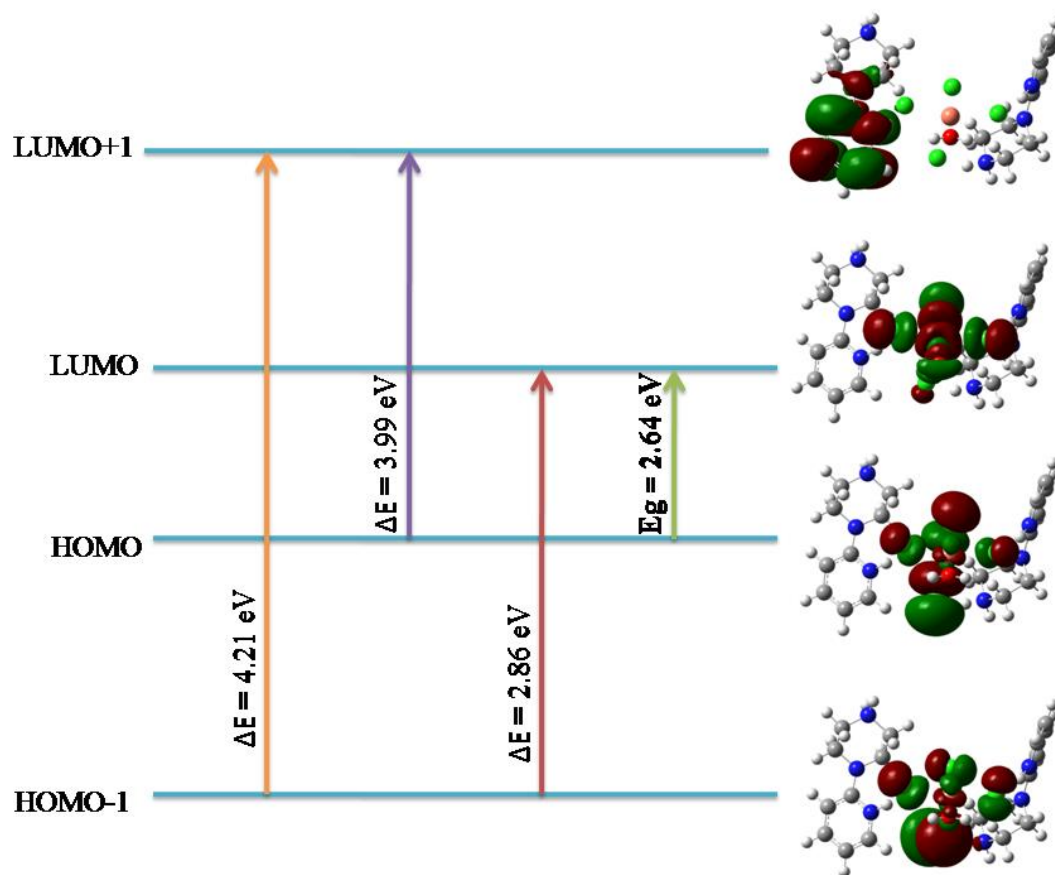 LUMO+1
LUMO
HOMO
HOMO-1
ΔE = 4.21 eV
ΔE = 3.99 eV
ΔE = 2.86 eV
Eg = 2.64 eV